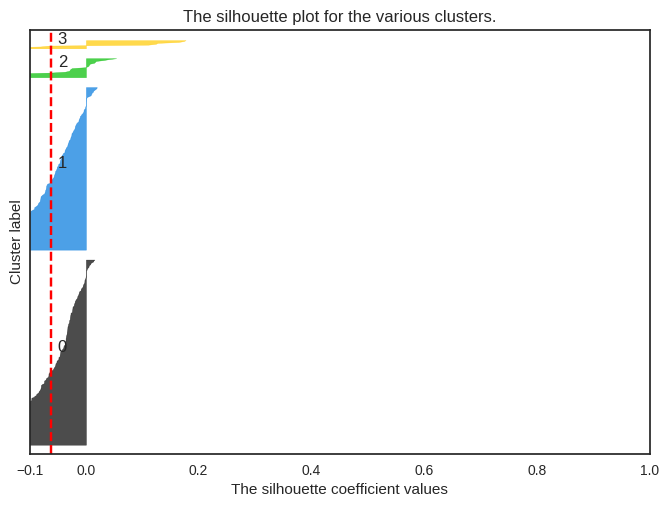 The silhouette plot for the various clusters.
3
2
1
0
Cluster label
−0.1 0.0 0.2 0.4 0.6 0.8 1.0
The silhouette coefficient values